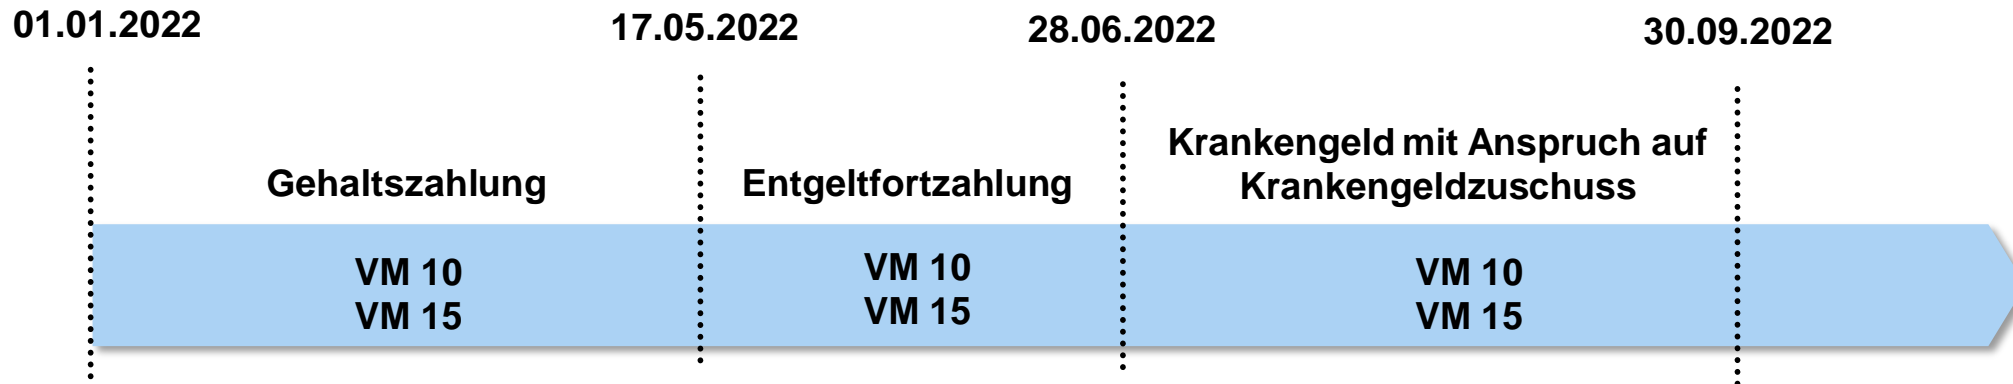 01.01.2022
17.05.2022
28.06.2022
30.09.2022
Gehaltszahlung
Entgeltfortzahlung
Krankengeld mit Anspruch auf
Krankengeldzuschuss
VM 10
VM 15
VM 10
VM 15
VM 10
VM 15